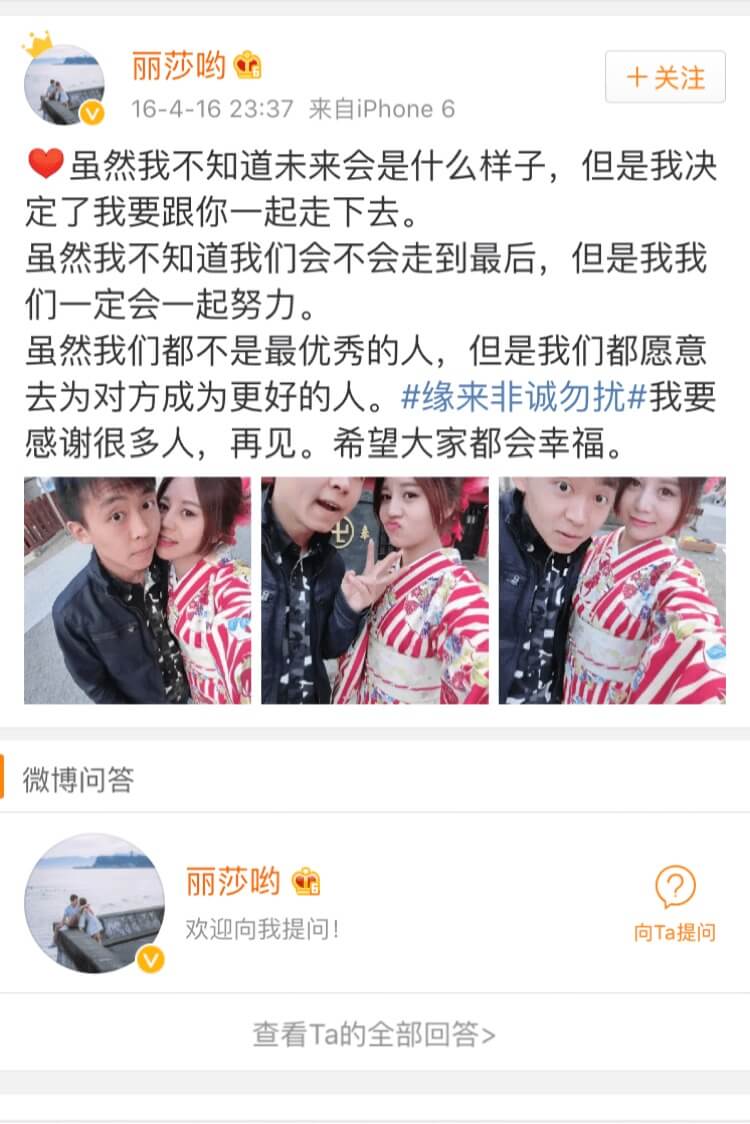 丽莎哟
16-4-16 23:37 来自iPhone 6
+关注
❤虽然我不知道未来会是什么样子，但是我决
定了我要跟你一起走下去。
虽然我不知道我们会不会走到最后，但是我我
们一定会一起努力。
虽然我们都不是最优秀的人，但是我们都愿意
去为对方成为更好的人。#缘来非诚勿扰#我要
感谢很多人，再见。希望大家都会幸福。
微博问答
丽莎哟
欢迎向我提问！
向Ta提问
查看Ta的全部回答>